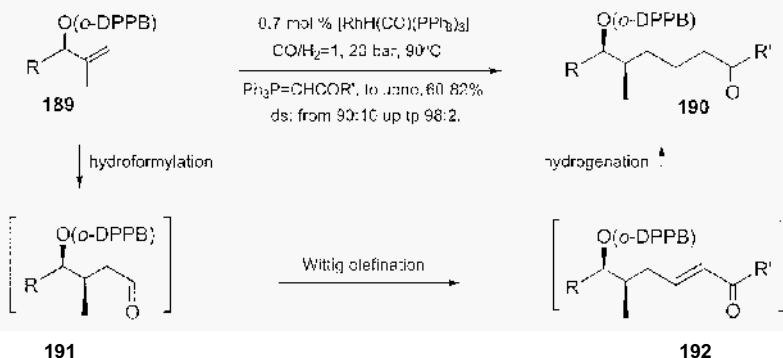 O(o-DPPB)
R
189
0.7 mol % [RhH(CO)(PPh3)3]
CO/H2=1, 20 bar, 90°C
Ph3P=CHCOR', toluene, 60-82%
ds: from 90:10 up tp 98:2.
O(o-DPPB)
R
R'
O
190
hydroformylation
hydrogenation
O(o-DPPB)
R
O
191
Wittig olefination
O(o-DPPB)
R
R'
O
192